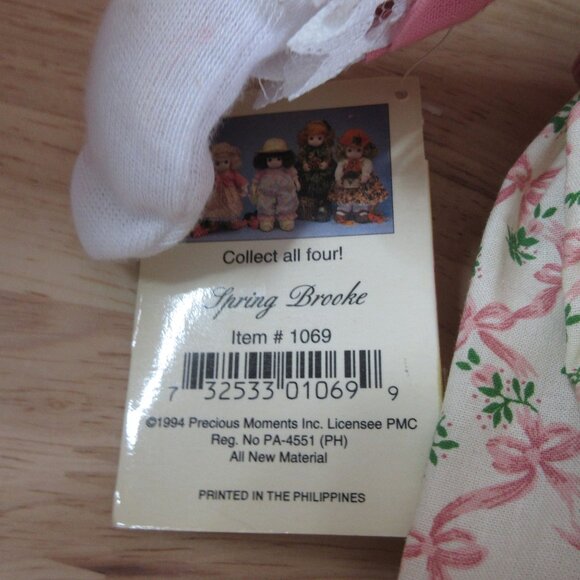 Collect all four!
Spring Brooke
Item # 1069
7 32533 01069 9
©1994 Precious Moments Inc. Licensee PMC
Reg. No PA-4551 (PH)
All New Material
PRINTED IN THE PHILIPPINES